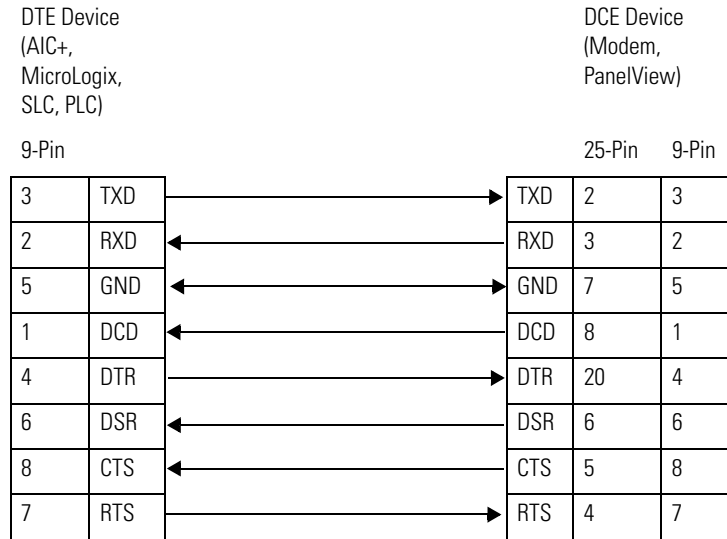 DTE Device
(AIC+,
MicroLogix,
SLC, PLC)
DCE Device
(Modem,
PanelView)
9-Pin
25-Pin 9-Pin
3 TXD TXD 2 3
2 RXD RXD 3 2
5 GND GND 7 5
1 DCD DCD 8 1
4 DTR DTR 20 4
6 DSR DSR 6 6
8 CTS CTS 5 8
7 RTS RTS 4 7